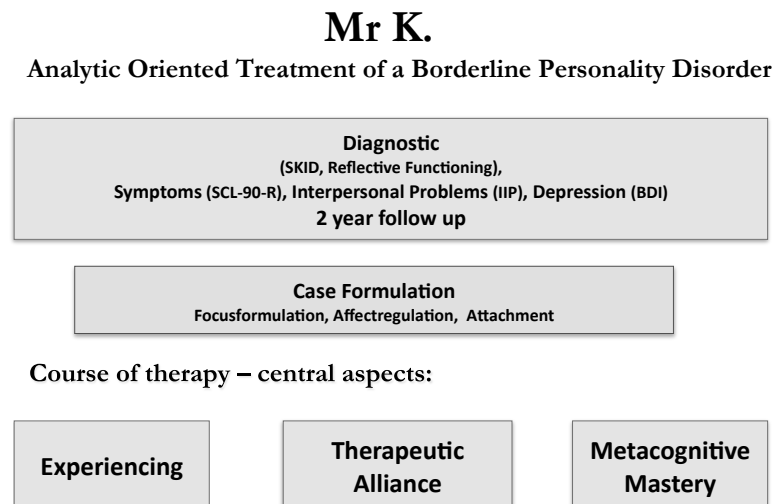 Mr K.
Analytic Oriented Treatment of a Borderline Personality Disorder
Diagnostic
(SKID, Reflective Functioning),
Symptoms (SCL-90-R), Interpersonal Problems (IIP), Depression (BDI)
2 year follow up
Case Formulation
Focusformulation, Affectregulation, Attachment
Course of therapy – central aspects:
Experiencing
Therapeutic
Alliance
Metacognitive
Mastery